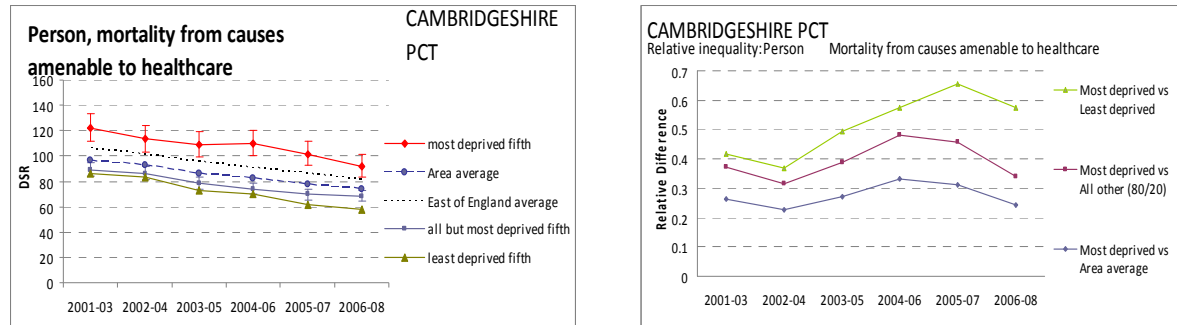 CAMBRIDGESHIRE
PCT
Person, mortality from causes
amenable to healthcare
160
140
120
100
80
60
40
20
0
DSR
2001-03 2002-04 2003-05 2004-06 2005-07 2006-08
most deprived fifth
Area average
East of England average
all but most deprived fifth
least deprived fifth
CAMBRIDGESHIRE PCT
Relative inequality:Person Mortality from causes amenable to healthcare
0.7
0.6
0.5
0.4
0.3
0.2
0.1
0
Relative Difference
2001-03 2002-04 2003-05 2004-06 2005-07 2006-08
Most deprived vs
Least deprived
Most deprived vs
All other (80/20)
Most deprived vs
Area average